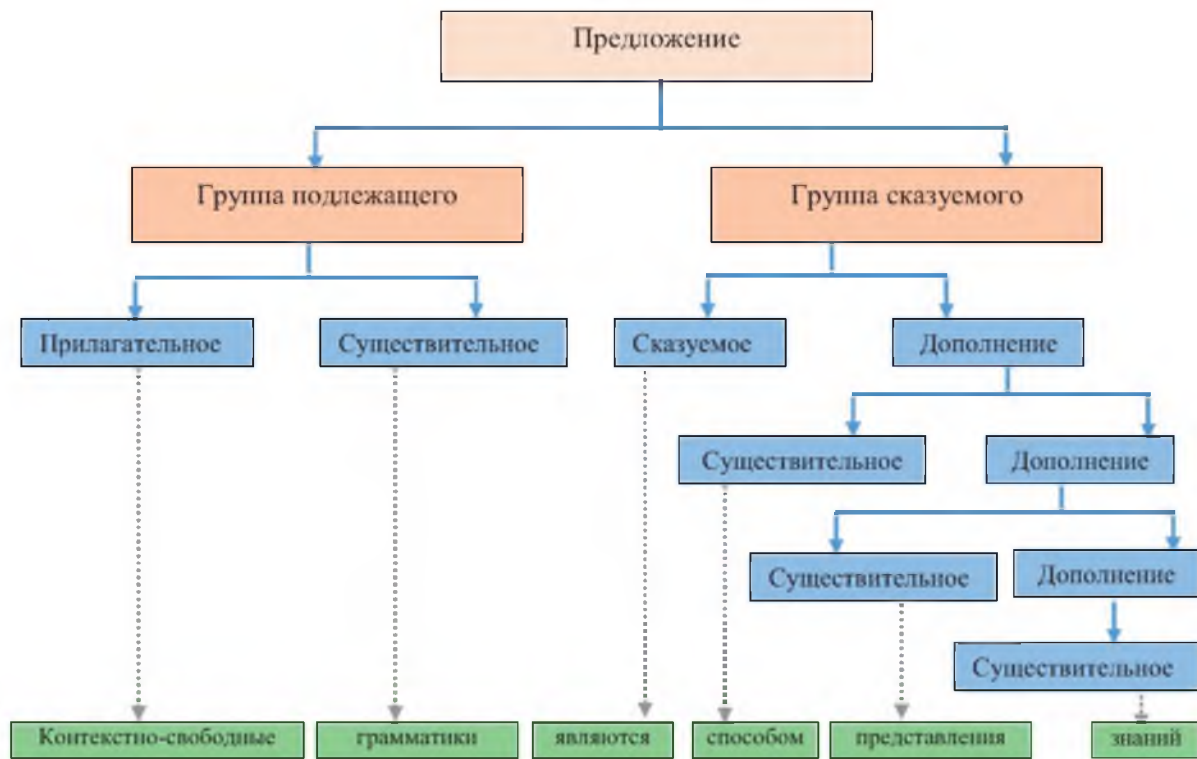 Предложение
Группа подлежащего
Группа сказуемого
Прилагательное
Существительное
Сказуемое
Дополнение
Существительное
Дополнение
Существительное
Дополнение
Существительное
Контекстно-свободные
грамматики
являются
способом
представления
знаний